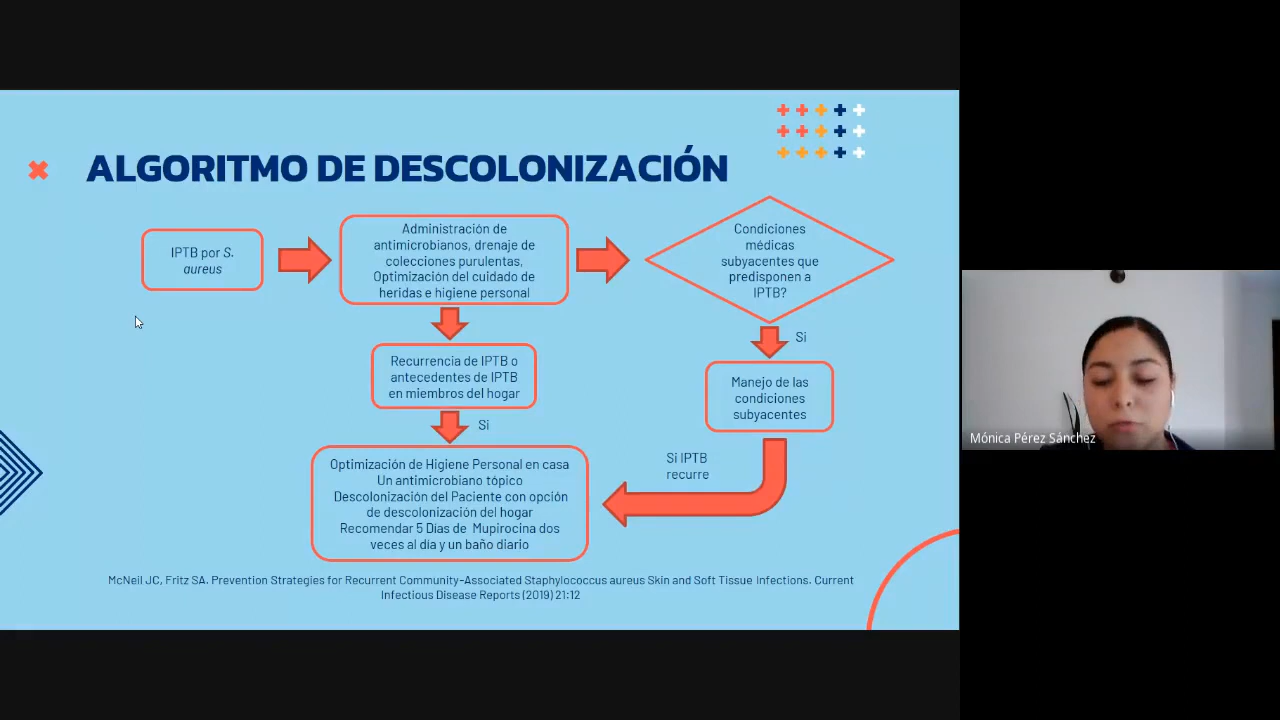 ALGORITMO DE DESCOLONIZACIÓN
IPTB por S.
aureus
Administración de
antimicrobianos, drenaje de
colecciones purulentas,
Optimización del cuidado de
heridas e higiene personal
Condiciones
médicas
subyacentes que
predisponen a
IPTB?
Si
Recurrencia de IPTB o
antecedentes de IPTB
en miembros del hogar
Manejo de las
condiciones
subyacentes
Si
Optimización de Higiene Personal en casa
Un antimicrobiano tópico
Descolonización del Paciente con opción
de descolonización del hogar
Recomendar 5 Días de Mupirocina dos
veces al día y un baño diario
Si IPTB
recurre
McNeil JC, Fritz SA. Prevention Strategies for Recurrent Community-Associated Staphylococcus aureus Skin and Soft Tissue Infections. Current
Infectious Disease Reports (2019) 21:12
Mónica Pérez Sánchez